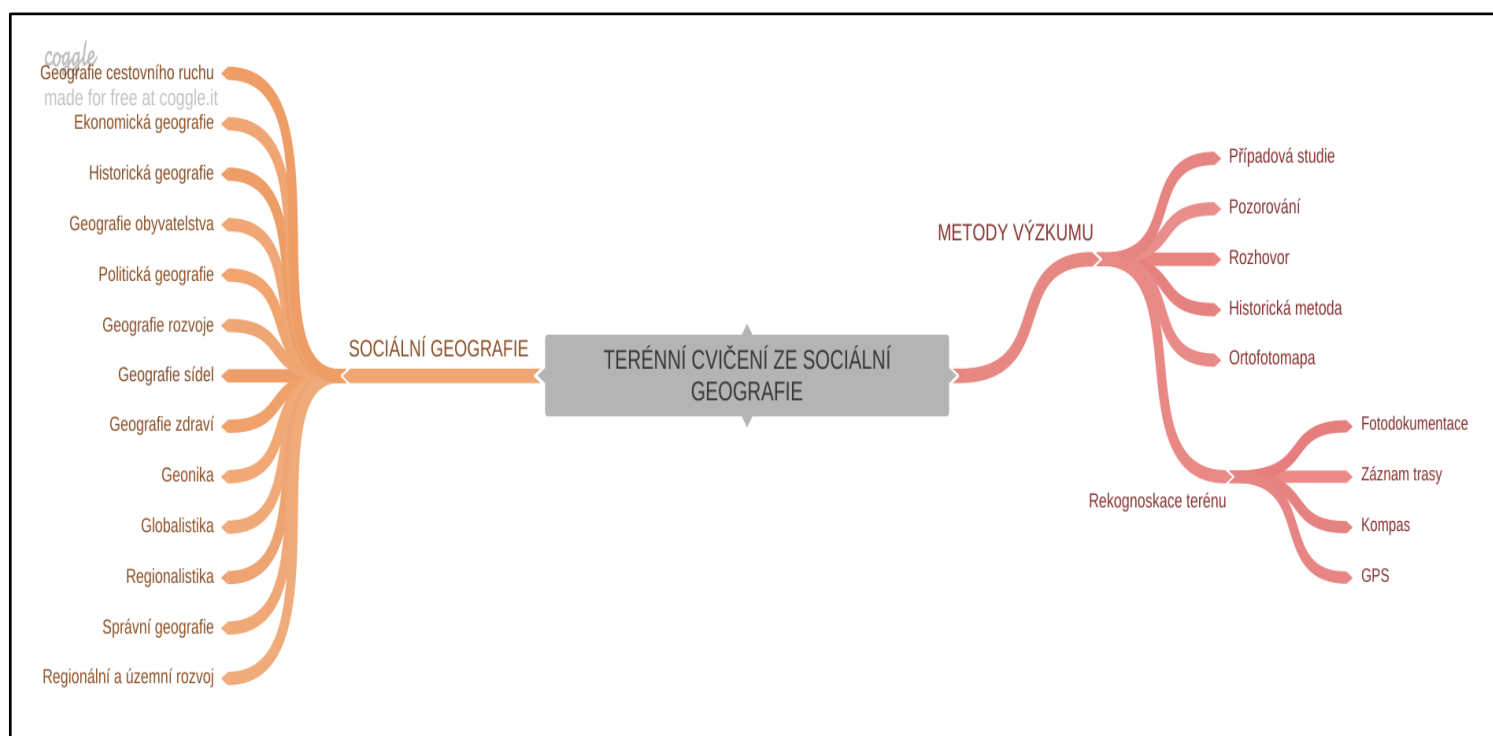 coggle
made for free at coggle.it
Geografie cestovního ruchu
Ekonomická geografie
Historická geografie
Geografie obyvatelstva
Politická geografie
Geografie rozvoje
Geografie sídel
Geografie zdraví
Geonika
Globalistika
Regionalistika
Správní geografie
Regionální a územní rozvoj
SOCIÁLNÍ GEOGRAFIE
TERÉNNÍ CVIČENÍ ZE SOCIÁLNÍ
GEOGRAFIE
METODY VÝZKUMU
Případová studie
Pozorování
Rozhovor
Historická metoda
Ortofotomapa
Rekognoskace terénu
Fotodokumentace
Záznam trasy
Kompas
GPS